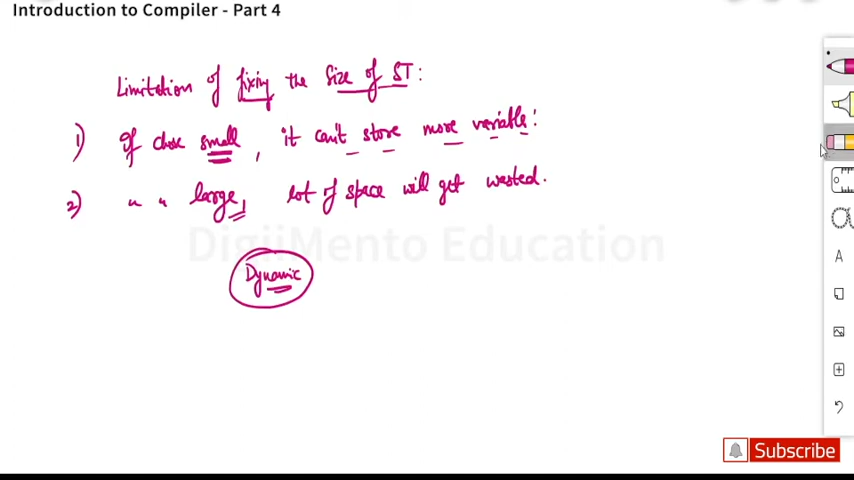 Introduction to Compiler - Part 4
Limitation of fixing the size of ST:
1) If chose small, it can't store more variable:
2) " " large, lot of space will get wasted.
DigiiMento Education
Dynamic
A
Subscribe